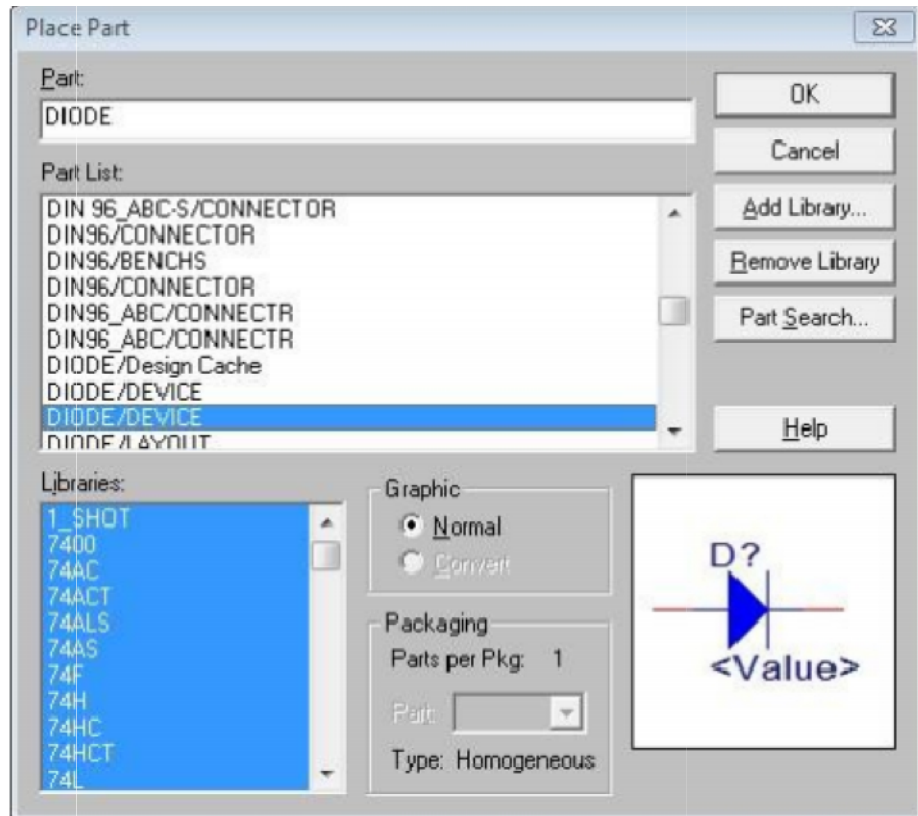 Place Part
Part:
DIODE
OK
Cancel
Part List:
DIN 96_ABC-S/CONNECTOR
DIN96/CONNECTOR
DIN96/BENCHS
DIN96/CONNECTOR
DIN96_ABC/CONNECTR
DIN96_ABC/CONNECTR
DIODE/Design Cache
DIODE/DEVICE
DIODE/DEVICE
DIODE/LAYOUT
Add Library...
Remove Library
Part Search...
Help
Libraries:
1_SHOT
7400
74AC
74ACT
74ALS
74AS
74F
74H
74HC
74HCT
74L
Graphic
Normal
Convert
Packaging
Parts per Pkg: 1
Part:
Type: Homogeneous
D?
<Value>